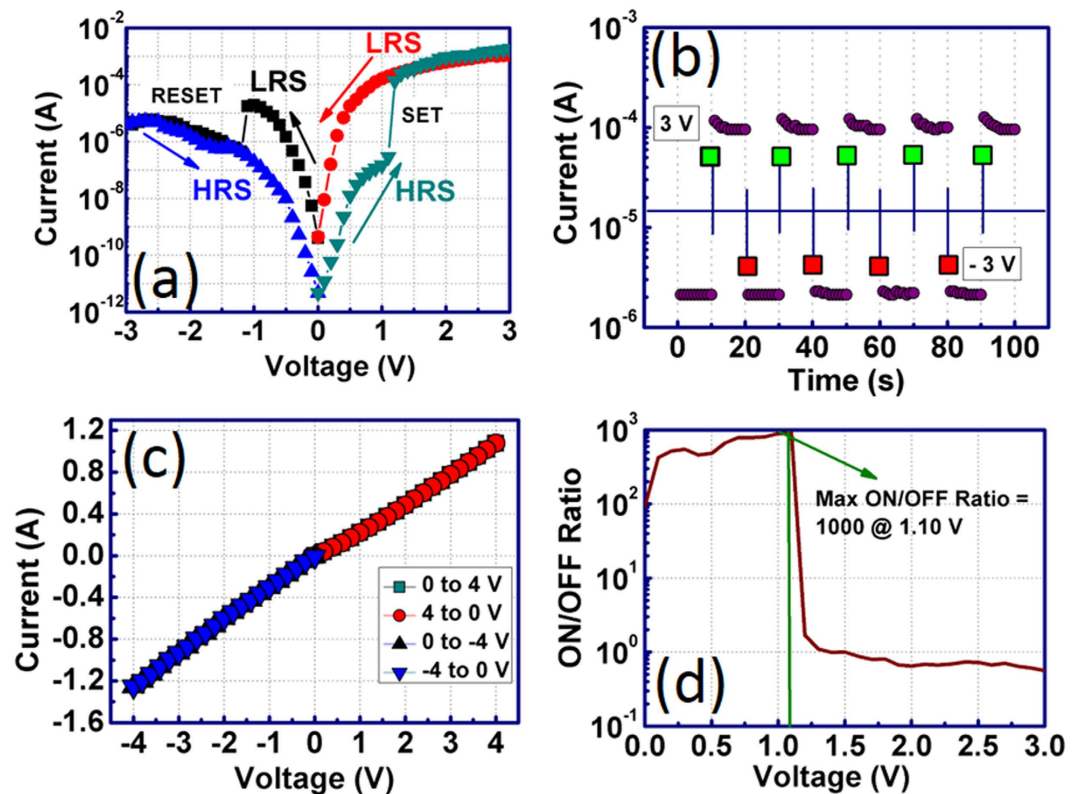 (a)
Current (A)
10⁻²
10⁻⁴
10⁻⁶
10⁻⁸
10⁻¹⁰
10⁻¹²
RESET
LRS
LRS
SET
HRS
HRS
-3 -2 -1 0 1 2 3
Voltage (V)
(b)
Current (A)
10⁻³
10⁻⁴
10⁻⁵
10⁻⁶
3 V
- 3 V
0 20 40 60 80 100
Time (s)
(c)
Current (A)
1.2
0.8
0.4
0.0
-0.4
-0.8
-1.2
-1.6
0 to 4 V
4 to 0 V
0 to -4 V
-4 to 0 V
-4 -3 -2 -1 0 1 2 3 4
Voltage (V)
(d)
ON/OFF Ratio
10³
10²
10¹
10⁰
10⁻¹
Max ON/OFF Ratio =
1000 @ 1.10 V
0.0 0.5 1.0 1.5 2.0 2.5 3.0
Voltage (V)